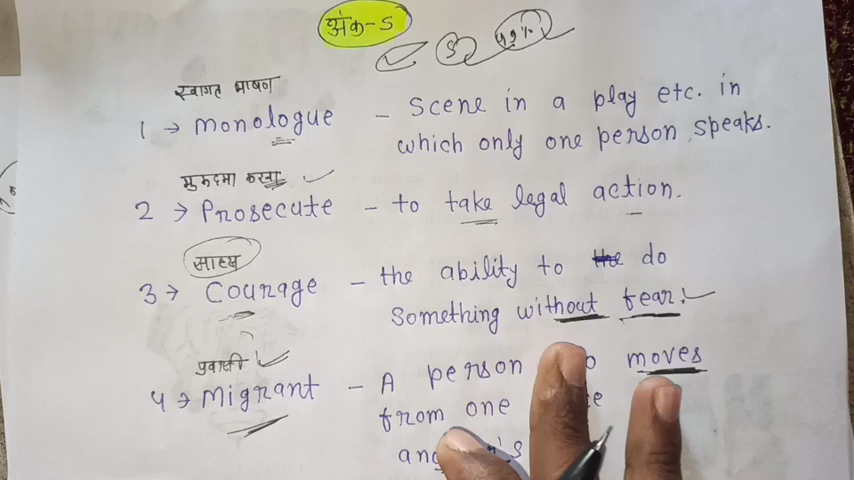 अंक-5
5
स्वागत भाषण
1 → Monologue - Scene in a play etc. in
which only one person speaks.
मुकदमा करना
2 → Prosecute - to take legal action.
साहस
3 → Courage - the ability to do
something without fear.
प्रवासी
4 → Migrant - A person moves
from one